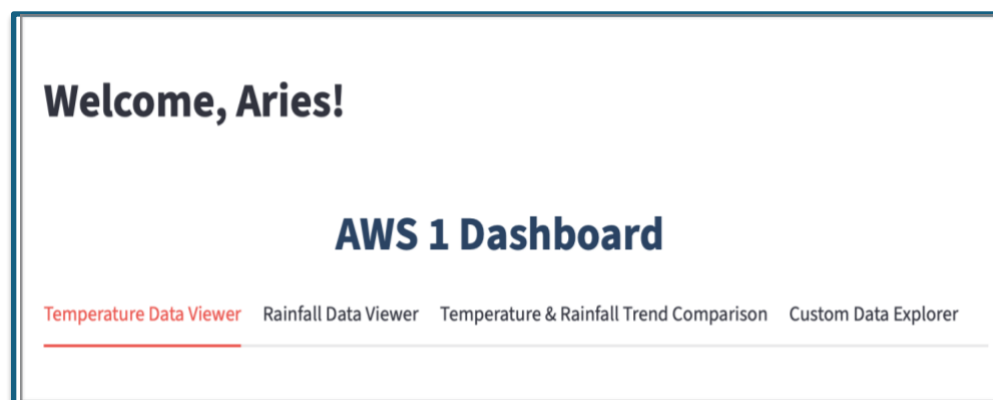 Welcome, Aries!
AWS 1 Dashboard
Temperature Data Viewer Rainfall Data Viewer Temperature & Rainfall Trend Comparison Custom Data Explorer